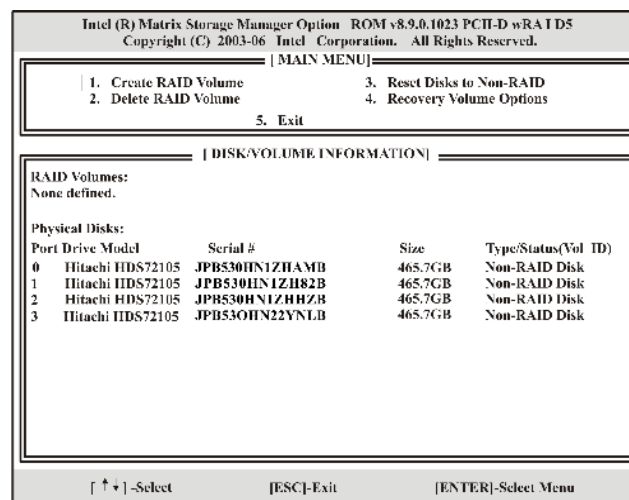 Intel (R) Matrix Storage Manager Option ROM v8.9.0.1023 PCH-D wRA I D5
Copyright (C) 2003-06 Intel Corporation. All Rights Reserved.
[ MAIN MENU]
1. Create RAID Volume 3. Reset Disks to Non-RAID
2. Delete RAID Volume 4. Recovery Volume Options
5. Exit
[ DISK/VOLUME INFORMATION]
RAID Volumes:
None defined.
Physical Disks:
Port Drive Model Serial # Size Type/Status(Vol ID)
0 Hitachi HDS72105 JPB530HN1ZHAMB 465.7GB Non-RAID Disk
1 Hitachi HDS72105 JPB530HN1ZH82B 465.7GB Non-RAID Disk
2 Hitachi HDS72105 JPB530HN1ZHHZB 465.7GB Non-RAID Disk
3 Hitachi HDS72105 JPB53OHN22YNLB 465.7GB Non-RAID Disk
[ ↑↓ ] -Select [ESC]-Exit [ENTER]-Select Menu